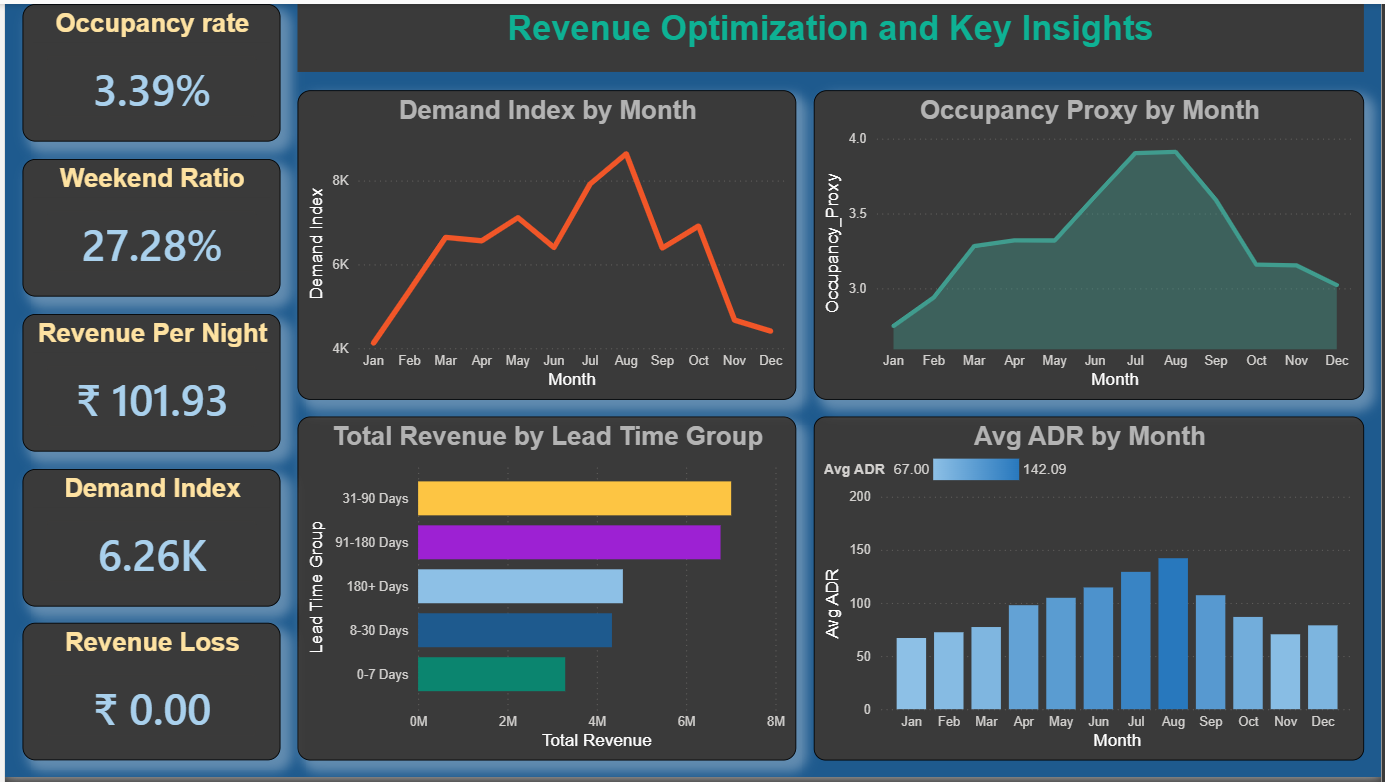 Revenue Optimization and Key Insights
Occupancy rate
3.39%
Weekend Ratio
27.28%
Revenue Per Night
₹ 101.93
Demand Index
6.26K
Revenue Loss
₹ 0.00
Demand Index by Month
Demand Index
8K
6K
4K
Jan Feb Mar Apr May Jun Jul Aug Sep Oct Nov Dec
Month
Occupancy Proxy by Month
Occupancy_Proxy
4.0
3.5
3.0
Jan Feb Mar Apr May Jun Jul Aug Sep Oct Nov Dec
Month
Total Revenue by Lead Time Group
Lead Time Group
31-90 Days
91-180 Days
180+ Days
8-30 Days
0-7 Days
0M 2M 4M 6M 8M
Total Revenue
Avg ADR by Month
Avg ADR 67.00 142.09
Avg ADR
200
150
100
50
0
Jan Feb Mar Apr May Jun Jul Aug Sep Oct Nov Dec
Month